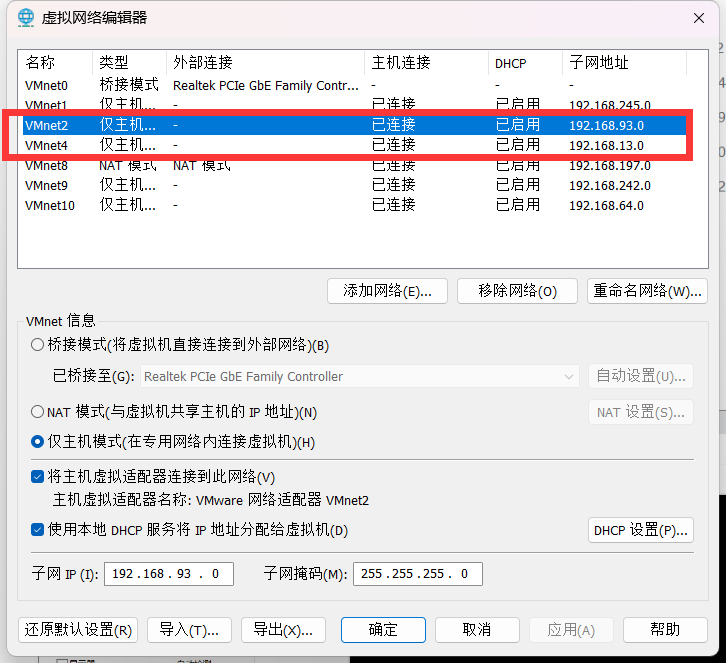 虚拟网络编辑器
名称 类型 外部连接 主机连接 DHCP 子网地址
VMnet0 桥接模式 Realtek PCIe GbE Family Contr... - - -
VMnet1 仅主机... - 已连接 已启用 192.168.245.0
VMnet2 仅主机... - 已连接 已启用 192.168.93.0
VMnet4 仅主机... - 已连接 已启用 192.168.13.0
VMnet8 NAT 模式 NAT 模式 已连接 已启用 192.168.197.0
VMnet9 仅主机... - 已连接 已启用 192.168.242.0
VMnet10 仅主机... - 已连接 已启用 192.168.64.0
添加网络(E)... 移除网络(O) 重命名网络(W)...
VMnet 信息
桥接模式(将虚拟机直接连接到外部网络)(B)
已桥接至(G): Realtek PCIe GbE Family Controller 自动设置(U)...
NAT 模式(与虚拟机共享主机的 IP 地址)(N) NAT 设置(S)...
仅主机模式(在专用网络内连接虚拟机)(H)
将主机虚拟适配器连接到此网络(V)
主机虚拟适配器名称: VMware 网络适配器 VMnet2
使用本地 DHCP 服务将 IP 地址分配给虚拟机(D) DHCP 设置(P)...
子网 IP (I): 192 . 168 . 93 . 0 子网掩码(M): 255 . 255 . 255 . 0
还原默认设置(R) 导入(T)... 导出(X)... 确定 取消 应用(A) 帮助